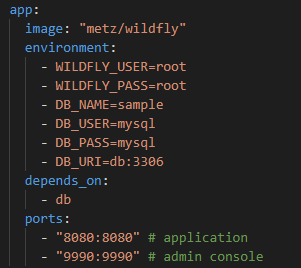 app:
  image: "metz/wildfly"
  environment:
    - WILDFLY_USER=root
    - WILDFLY_PASS=root
    - DB_NAME=sample
    - DB_USER=mysql
    - DB_PASS=mysql
    - DB_URI=db:3306
  depends_on:
    - db
  ports:
    - "8080:8080" # application
    - "9990:9990" # admin console